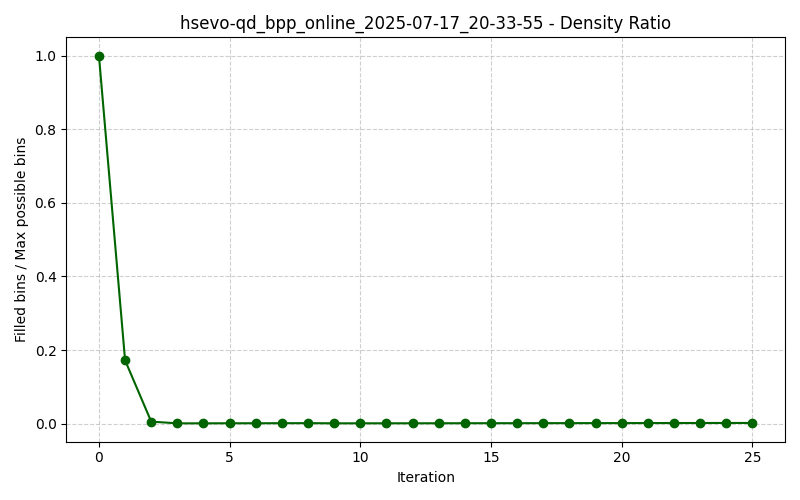 hsevo-qd_bpp_online_2025-07-17_20-33-55 - Density Ratio
Filled bins / Max possible bins
1.0
0.8
0.6
0.4
0.2
0.0
0 5 10 15 20 25
Iteration